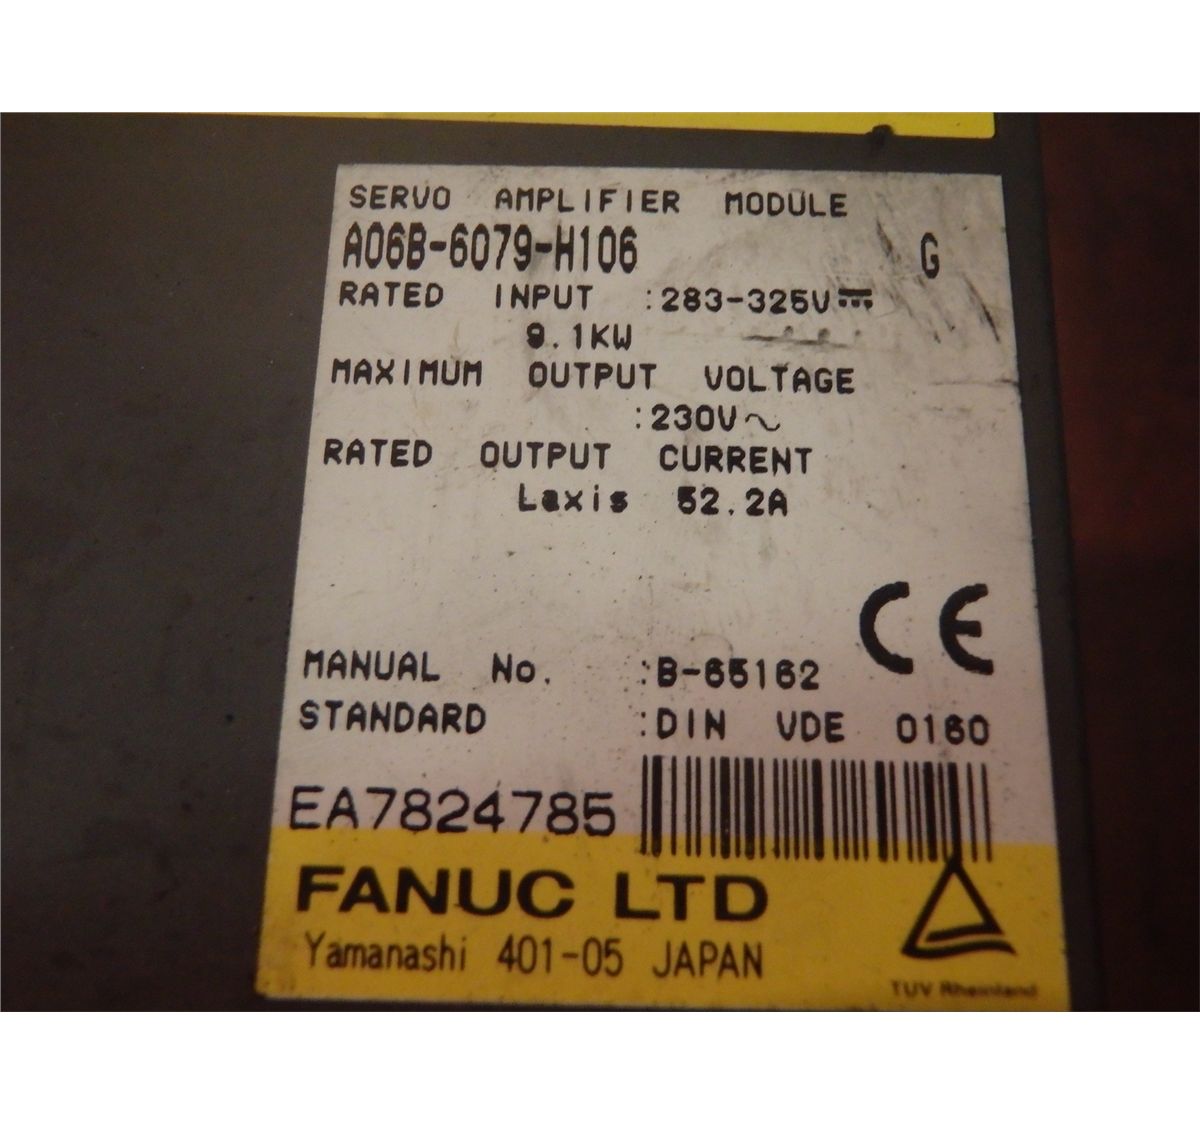 SERVO AMPLIFIER MODULE
A06B-6079-H106 G
RATED INPUT :283-325V⎓
9.1KW
MAXIMUM OUTPUT VOLTAGE
:230V~
RATED OUTPUT CURRENT
Laxis 52.2A
CE
MANUAL No. :B-65162
STANDARD :DIN VDE 0160
EA7824785
FANUC LTD
Yamanashi 401-05 JAPAN
TUV Rheinland